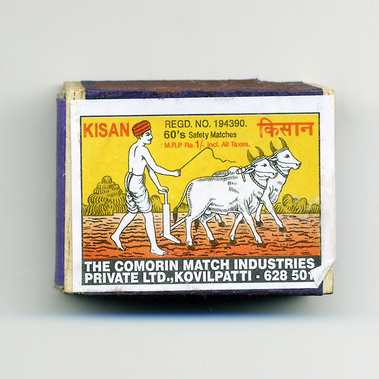 KISAN
REGD. NO. 194390.
60's Safety Matches
M.R.P Re. 1/- Incl. All Taxes.
किसान
THE COMORIN MATCH INDUSTRIES
PRIVATE LTD.,KOVILPATTI - 628 501